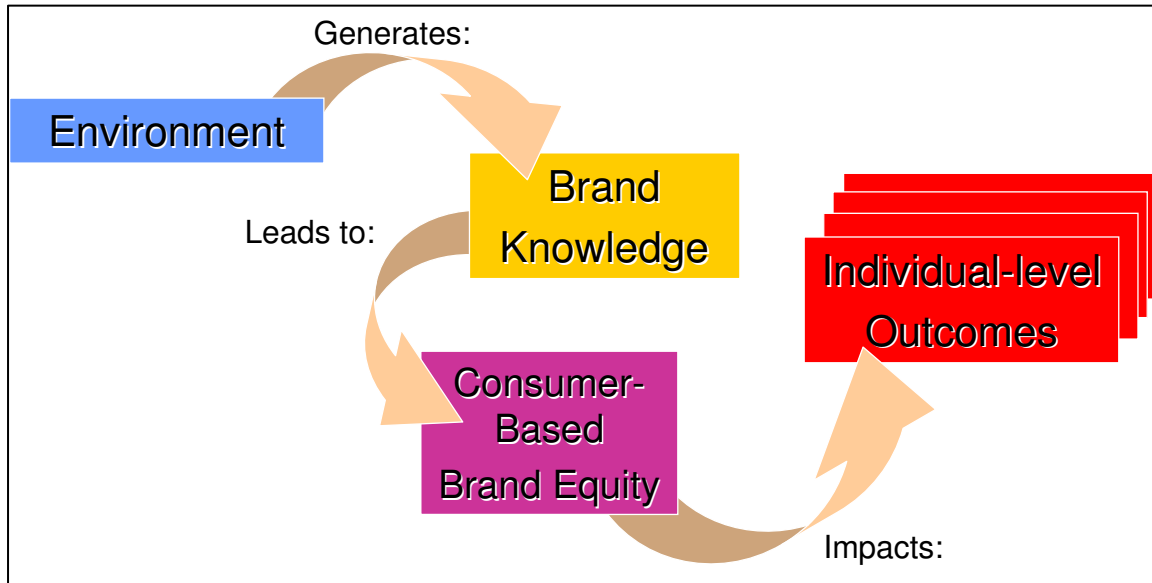 Generates:
Environment
Brand
Knowledge
Leads to:
Individual-level
Outcomes
Consumer-
Based
Brand Equity
Impacts: